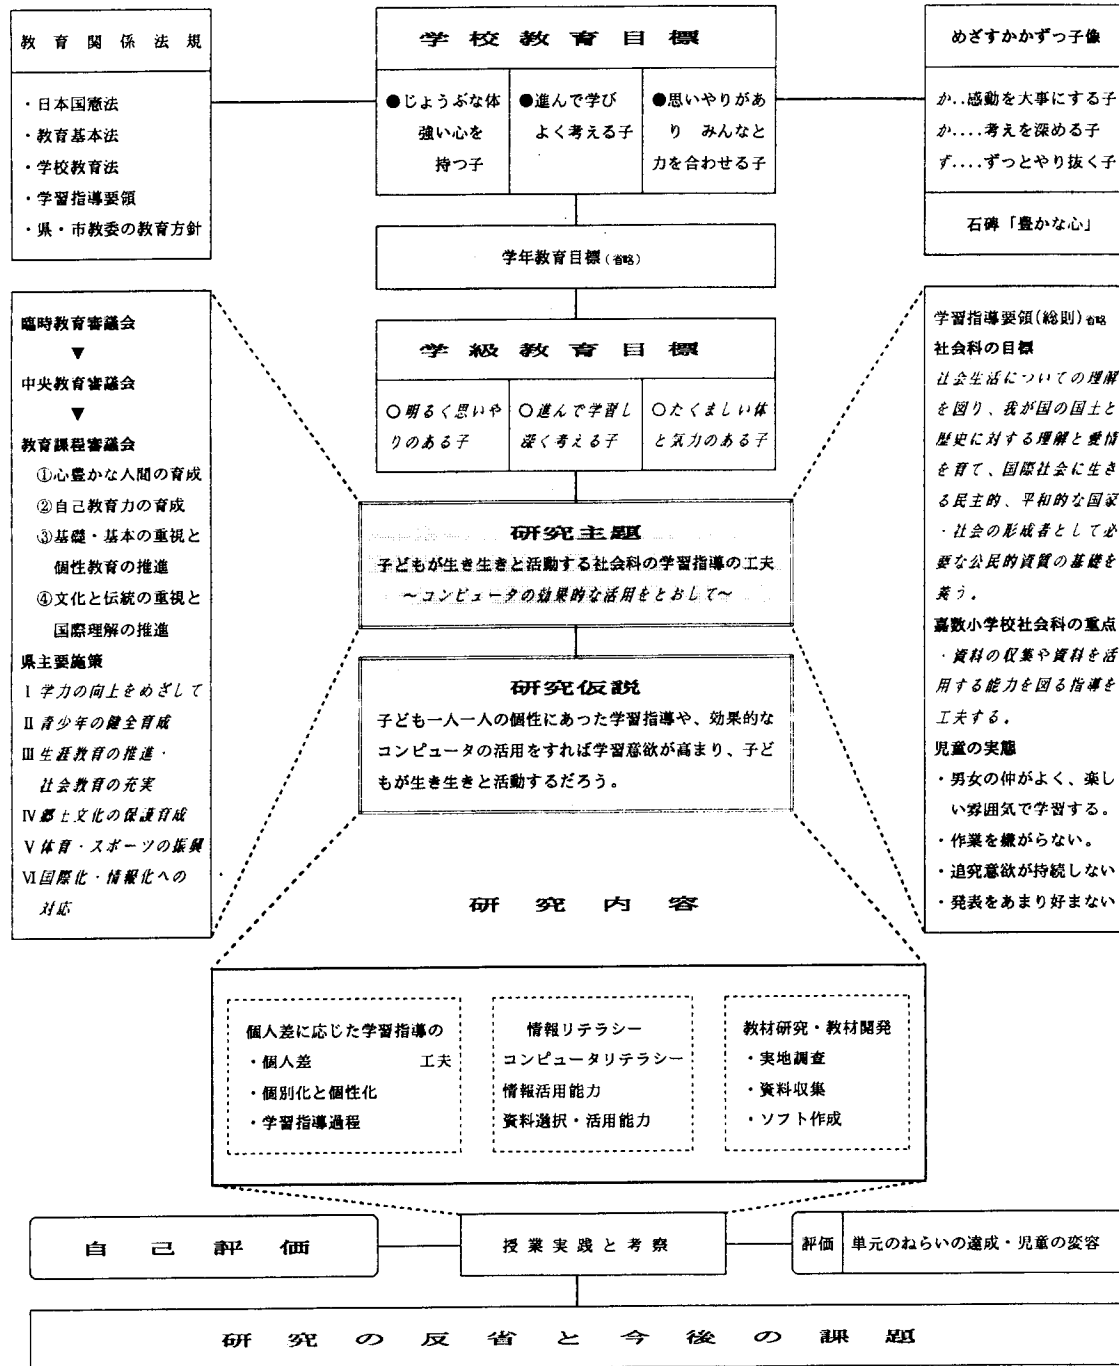 教育関係法規
・日本国憲法
・教育基本法
・学校教育法
・学習指導要領
・県・市教委の教育方針
学校教育目標
●じょうぶな体
強い心を
持つ子
●進んで学び
よく考える子
●思いやりがあ
り みんなと
力を合わせる子
めざすかかずっ子像
か‥感動を大事にする子
か‥‥考えを深める子
ず‥‥ずっとやり抜く子
石碑「豊かな心」
学年教育目標(省略)
学級教育目標
○明るく思いや
りのある子
○進んで学習し
深く考える子
○たくましい体
と気力のある子
臨時教育審議会
▼
中央教育審議会
▼
教育課程審議会
①心豊かな人間の育成
②自己教育力の育成
③基礎・基本の重視と
個性教育の推進
④文化と伝統の重視と
国際理解の推進
県主要施策
Ⅰ 学力の向上をめざして
Ⅱ 青少年の健全育成
Ⅲ 生涯教育の推進・
社会教育の充実
Ⅳ 郷土文化の保護育成
Ⅴ 体育・スポーツの振興
Ⅵ 国際化・情報化への
対応
研究主題
子どもが生き生きと活動する社会科の学習指導の工夫
~コンピュータの効果的な活用をとおして~
研究仮説
子ども一人一人の個性にあった学習指導や、効果的な
コンピュータの活用をすれば学習意欲が高まり、子ど
もが生き生きと活動するだろう。
学習指導要領(総則)省略
社会科の目標
社会生活についての理解
を図り、我が国の国土と
歴史に対する理解と愛情
を育て、国際社会に生き
る民主的、平和的な国家
・社会の形成者として必
要な公民的資質の基礎を
養う。
嘉数小学校社会科の重点
・資料の収集や資料を活
用する能力を図る指導を
工夫する。
児童の実態
・男女の仲がよく、楽し
い雰囲気で学習する。
・作業を嫌がらない。
・追究意欲が持続しない
・発表をあまり好まない
研究内容
個人差に応じた学習指導の
・個人差 工夫
・個別化と個性化
・学習指導過程
情報リテラシー
コンピュータリテラシー
情報活用能力
資料選択・活用能力
教材研究・教材開発
・実地調査
・資料収集
・ソフト作成
自己評価
授業実践と考察
評価 単元のねらいの達成・児童の変容
研究の反省と今後の課題